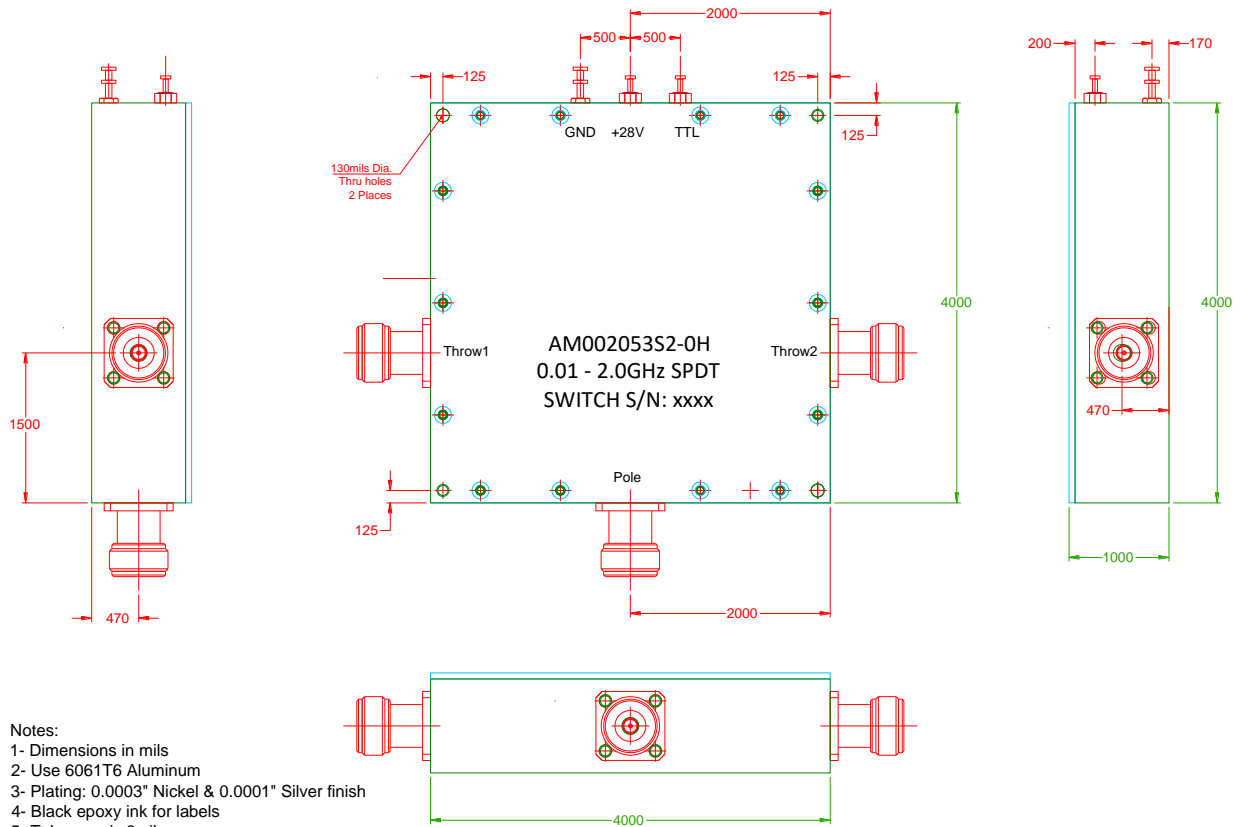 2000
500 500
200 170
125 125
GND +28V TTL
125
130mils Dia.
Thru holes
2 Places
4000
4000
Throw1
AM002053S2-0H
0.01 - 2.0GHz SPDT
SWITCH S/N: xxxx
Throw2
470
1500
Pole
125
1000
470
2000
Notes:
1- Dimensions in mils
2- Use 6061T6 Aluminum
3- Plating: 0.0003" Nickel & 0.0001" Silver finish
4- Black epoxy ink for labels
4000